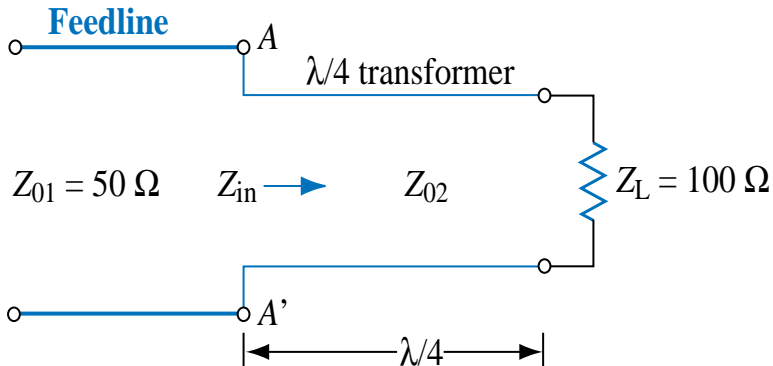 Feedline
A
λ/4 transformer
Z01 = 50 Ω
Zin
Z02
ZL = 100 Ω
A’
λ/4